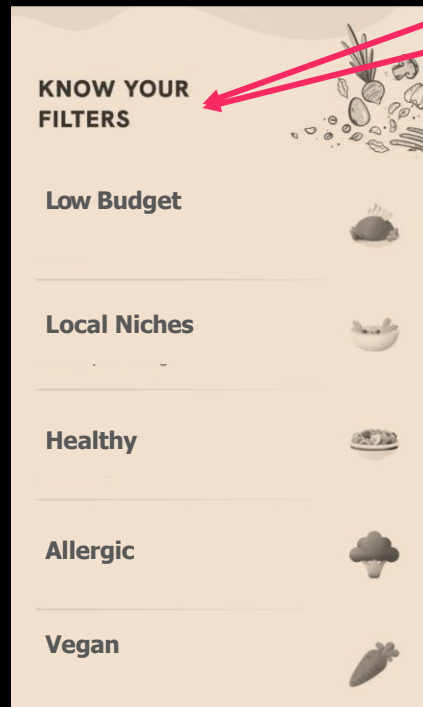 KNOW YOUR
FILTERS
Low Budget
Local Niches
Healthy
Allergic
Vegan